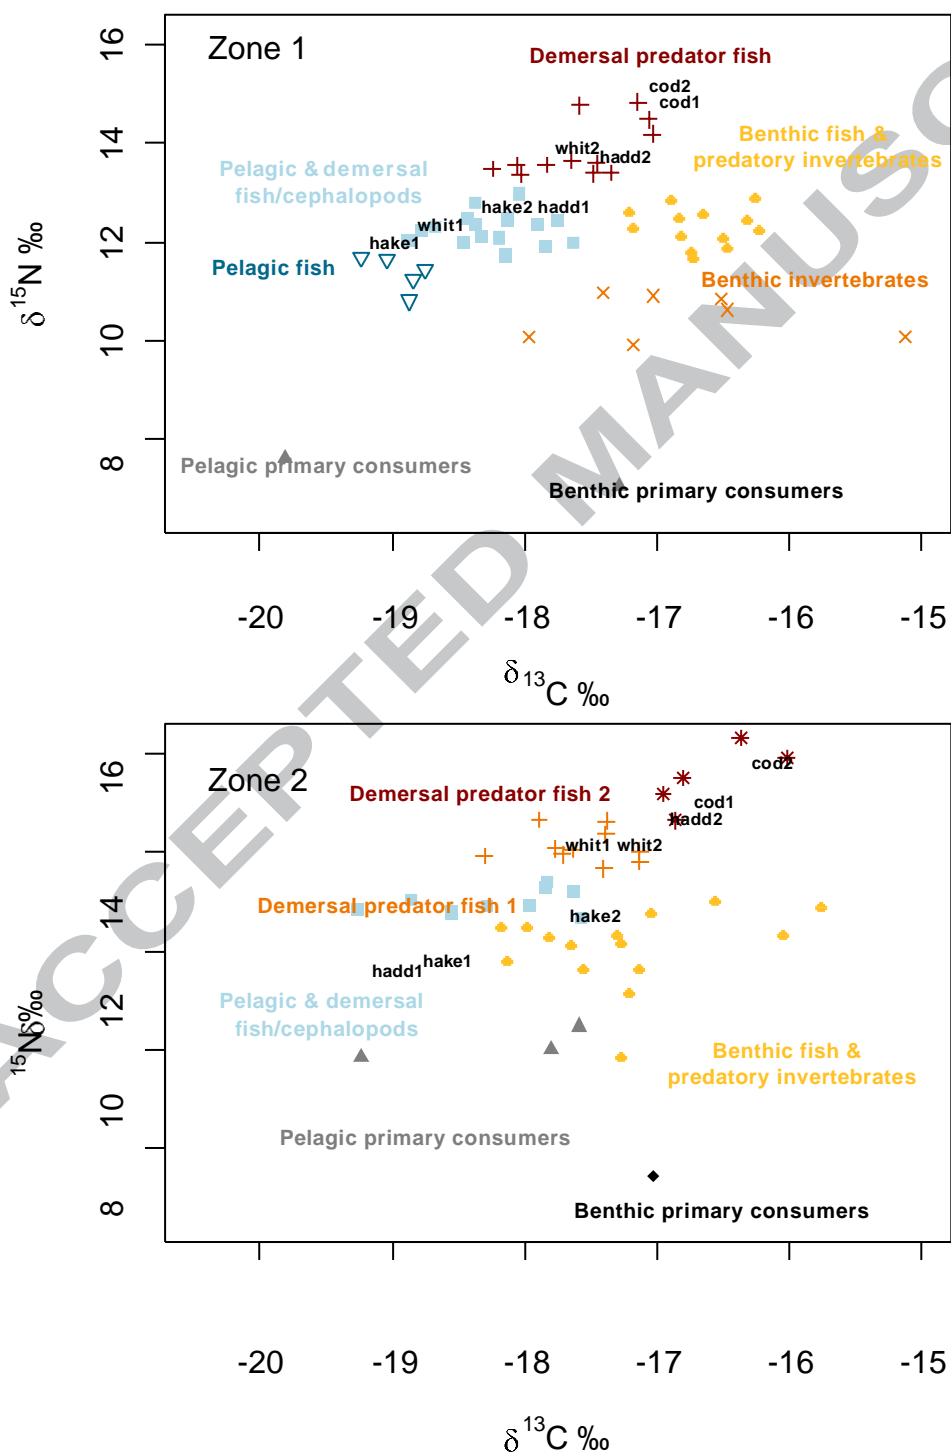 Zone 1
Demersal predator fish
cod2
cod1
Benthic fish &
predatory invertebrates
whit2
hadd2
Pelagic & demersal
fish/cephalopods
hake2 hadd1
whit1
hake1
Pelagic fish
Benthic invertebrates
Pelagic primary consumers
Benthic primary consumers
16
14
12
10
8
δ15N ‰
-20 -19 -18 -17 -16 -15
δ13C ‰
Zone 2
Demersal predator fish 2
cod2
cod1
hadd2
whit1 whit2
Demersal predator fish 1
hake2
hadd1 hake1
Pelagic & demersal
fish/cephalopods
Benthic fish &
predatory invertebrates
Pelagic primary consumers
Benthic primary consumers
16
14
12
10
8
15Nδ‰
-20 -19 -18 -17 -16 -15
δ13C ‰
ACCEPTED MANUSC